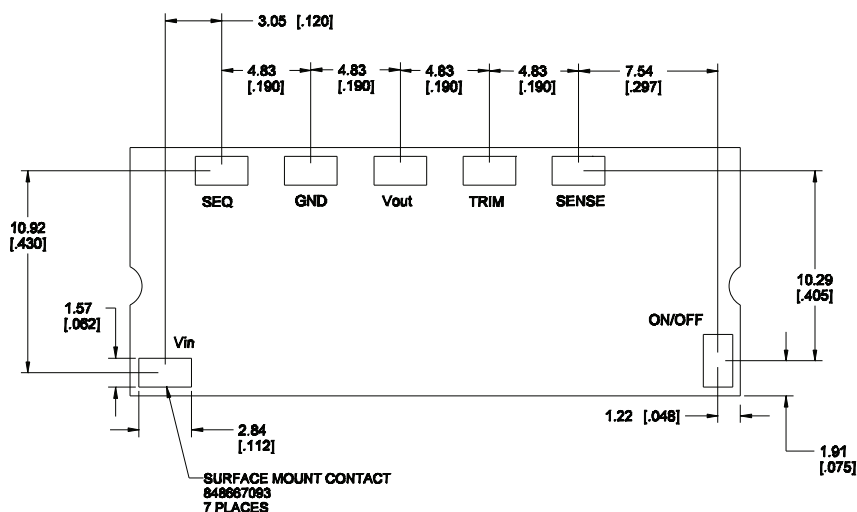 3.05 [.120]
4.83
[.190]
4.83
[.190]
4.83
[.190]
4.83
[.190]
7.54
[.297]
SEQ
GND
Vout
TRIM
SENSE
10.92
[.430]
10.29
[.405]
1.57
[.062]
Vin
ON/OFF
2.84
[.112]
1.22 [.048]
1.91
[.075]
SURFACE MOUNT CONTACT
848667093
7 PLACES